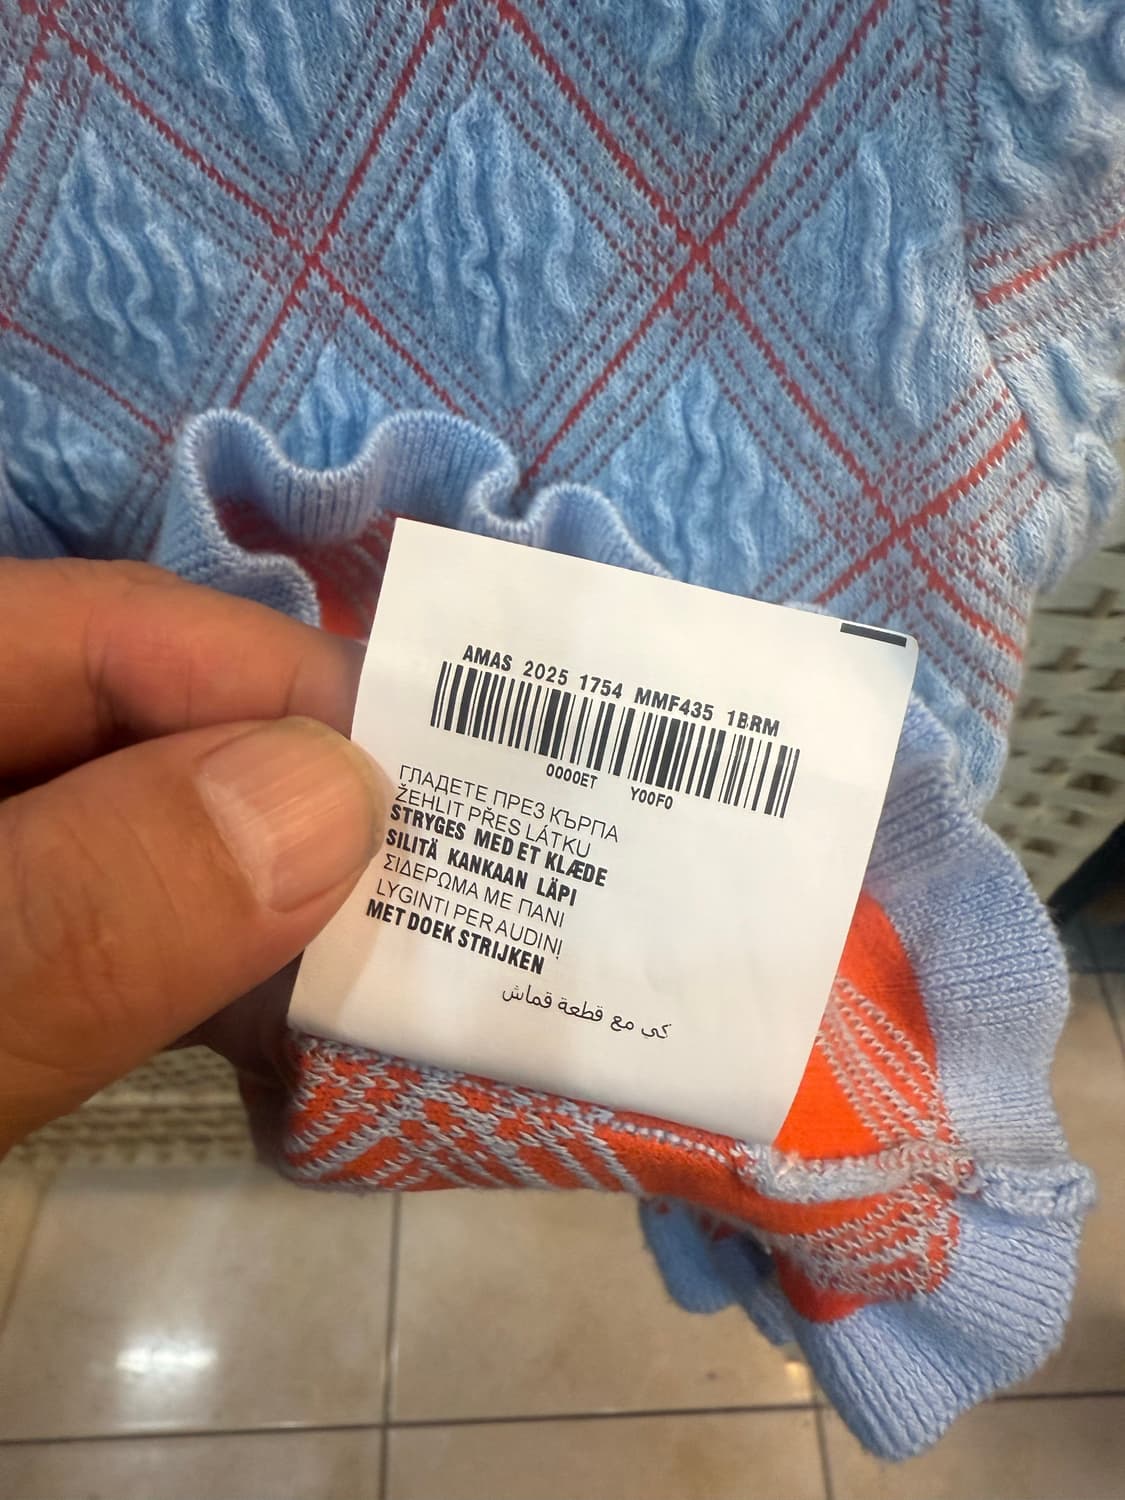 AMAS 2025 1754 MMF435 1BRM
0000ET Y00F0
ГЛАДЕТЕ ПРЕЗ КЪРПА
ŽEHLIT PŘES LÁTKU
STRYGES MED ET KLÆDE
SILITÄ KANKAAN LÄPI
ΣΙΔΕΡΩΜΑ ΜΕ ΠΑΝΙ
LYGINTI PER AUDINĮ
MET DOEK STRIJKEN
كي مع قطعة قماش